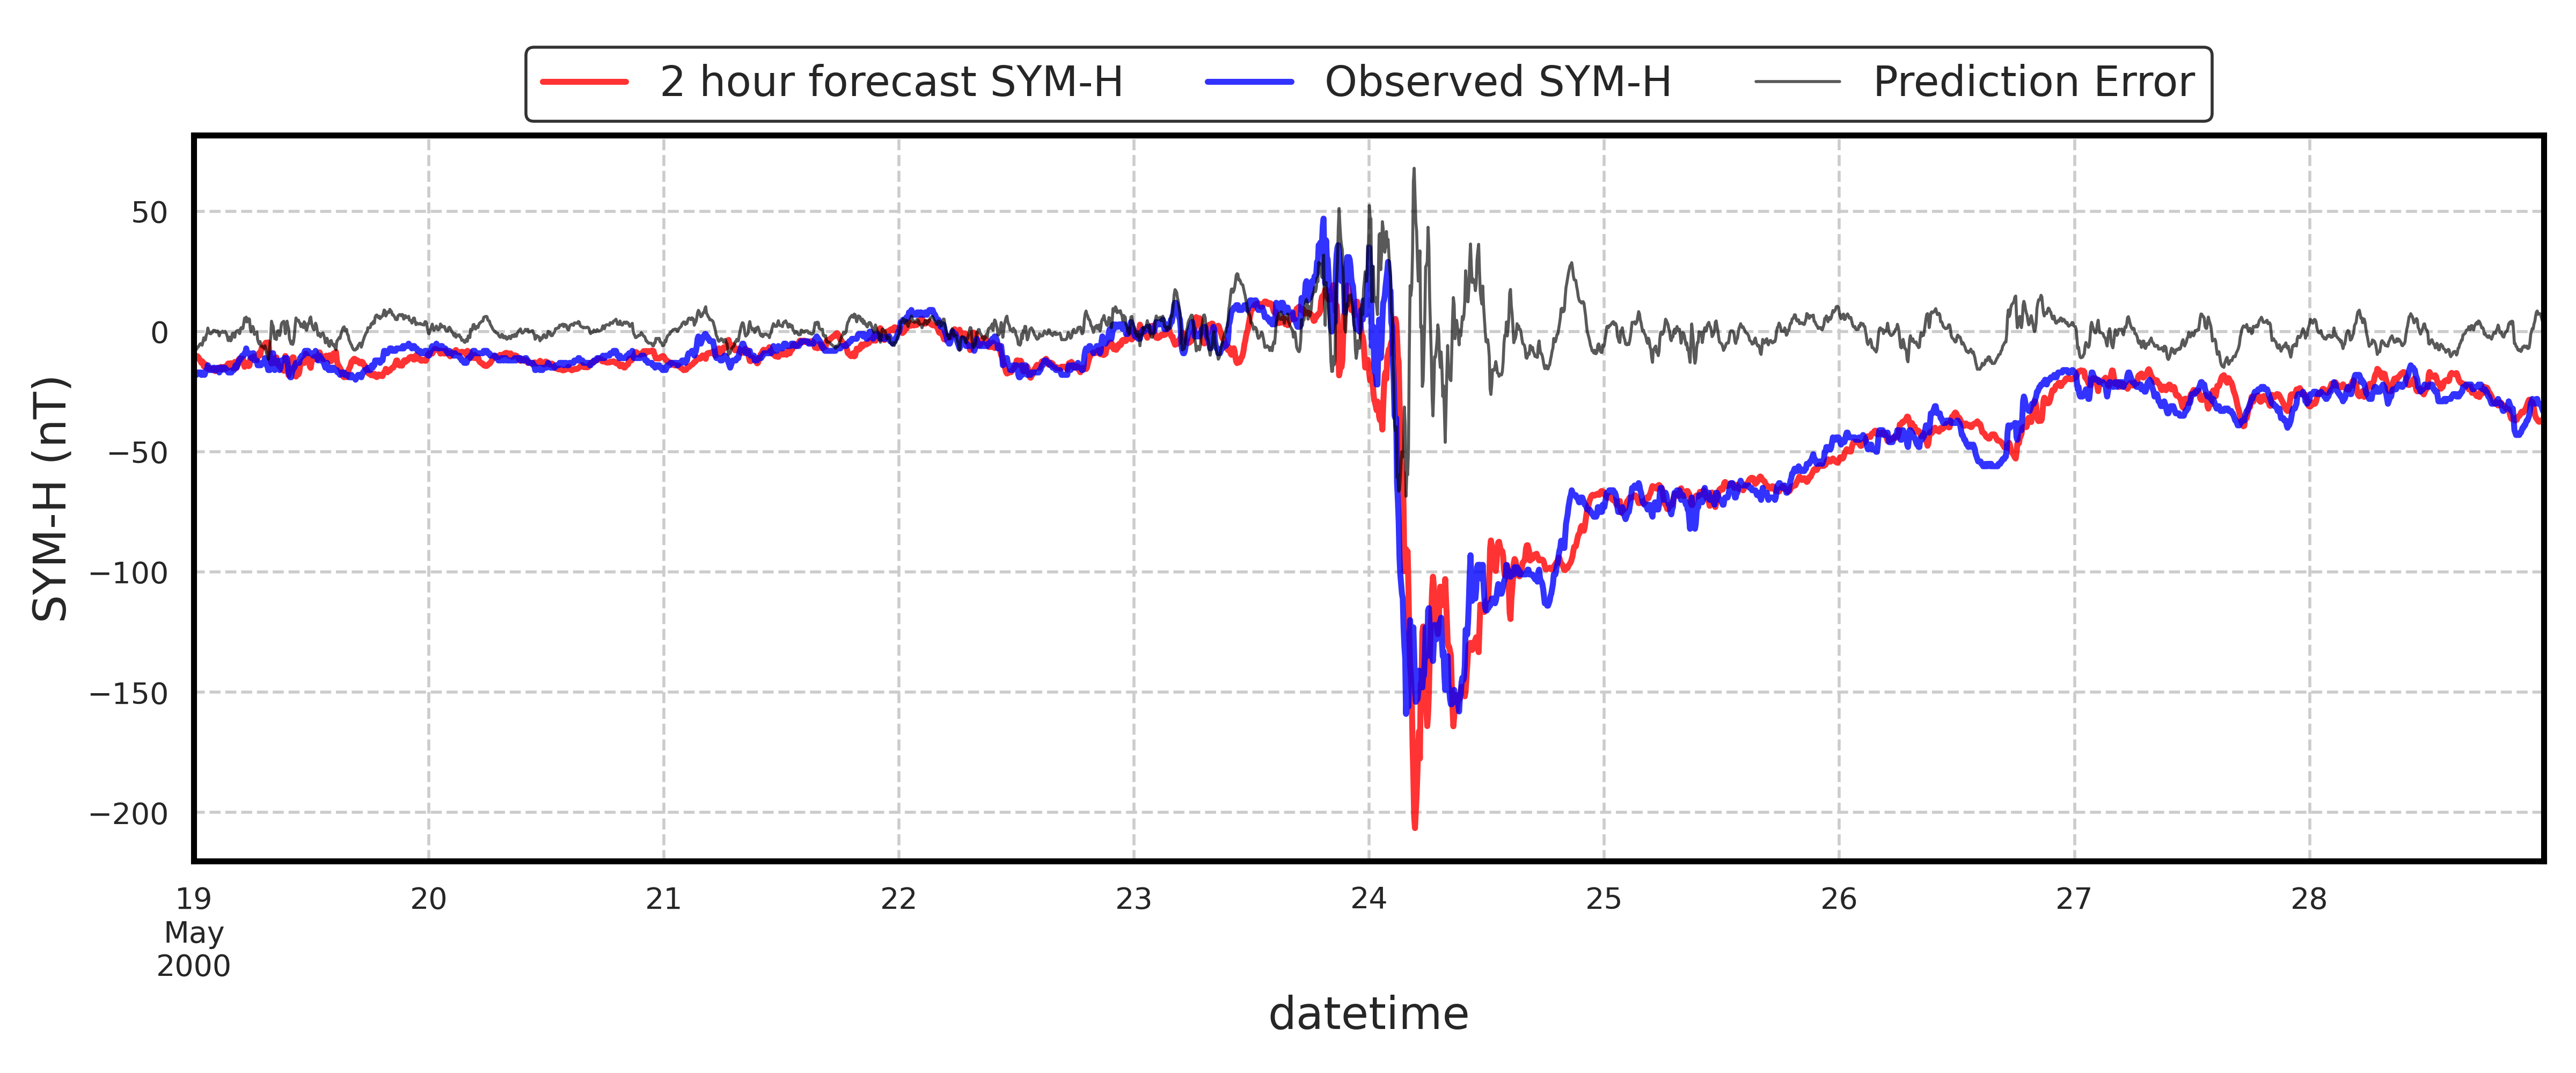 2 hour forecast SYM-H Observed SYM-H Prediction Error
SYM-H (nT)
50
0
−50
−100
−150
−200
19 20 21 22 23 24 25 26 27 28
May
2000
datetime